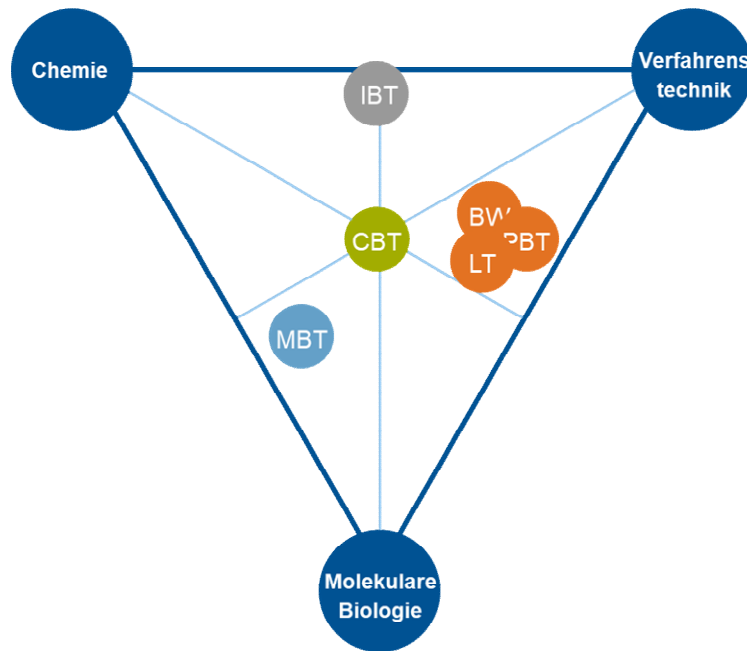 Chemie
Verfahrens
technik
IBT
BW
CBT
PBT
LT
MBT
Molekulare
Biologie